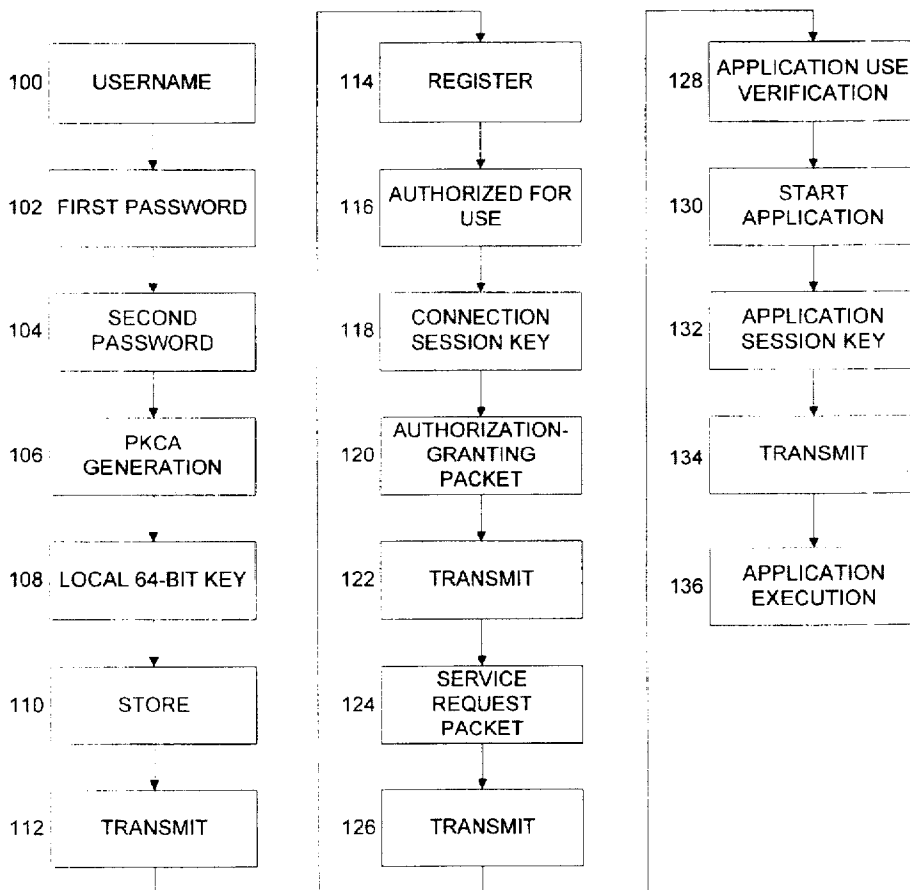 100
USERNAME
102
FIRST PASSWORD
104
SECOND
PASSWORD
106
PKCA
GENERATION
108
LOCAL 64-BIT KEY
110
STORE
112
TRANSMIT
114
REGISTER
116
AUTHORIZED FOR
USE
118
CONNECTION
SESSION KEY
120
AUTHORIZATION-
GRANTING
PACKET
122
TRANSMIT
124
SERVICE
REQUEST
PACKET
126
TRANSMIT
128
APPLICATION USE
VERIFICATION
130
START
APPLICATION
132
APPLICATION
SESSION KEY
134
TRANSMIT
136
APPLICATION
EXECUTION